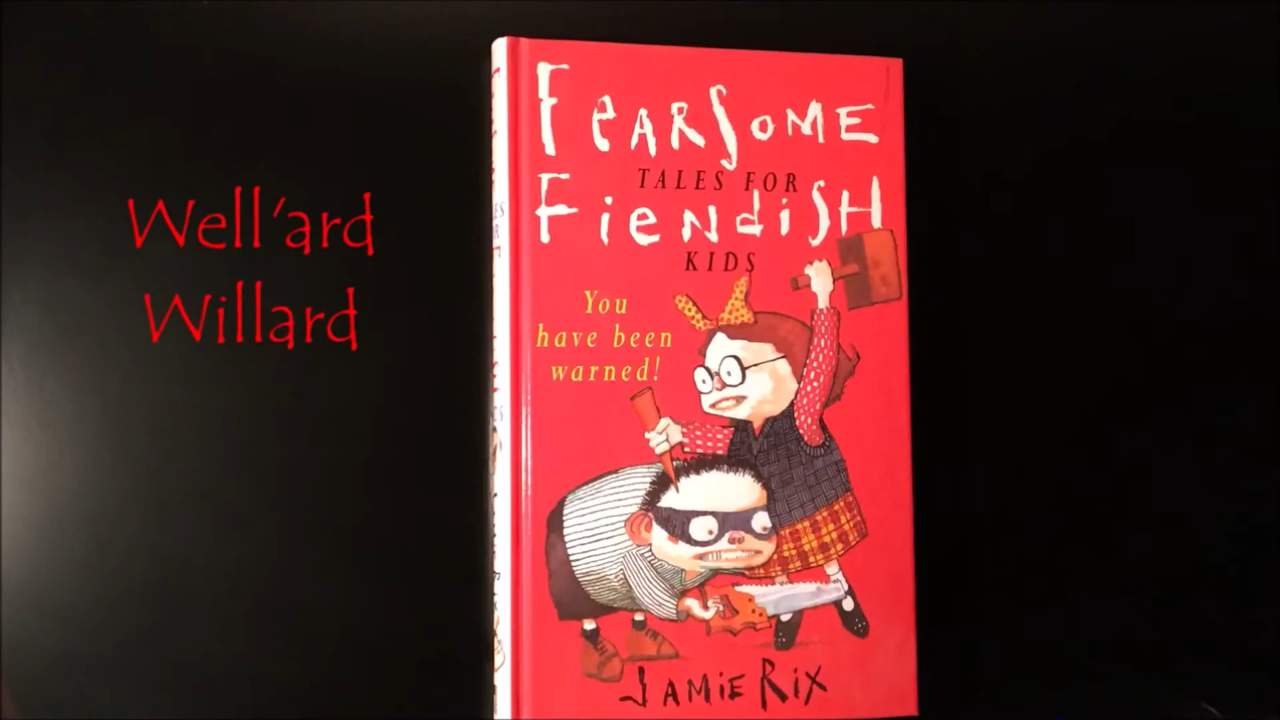 Well'ard
Willard
FeARSoME
TALES FOR
FieNdiSH
KIDS
You
have been
warned!
JAMiE RiX